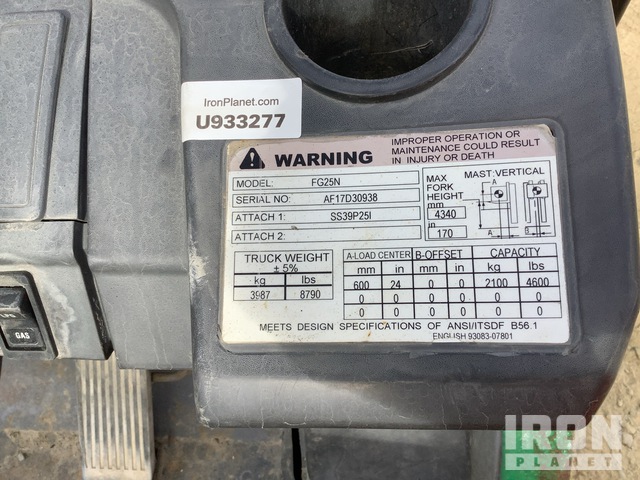 IronPlanet.com
U933277
WARNING
IMPROPER OPERATION OR
MAINTENANCE COULD RESULT
IN INJURY OR DEATH
MODEL: FG25N
SERIAL NO: AF17D30938
ATTACH 1: SS39P25I
ATTACH 2:
MAX
FORK
HEIGHT
mm
4340
in
170
MAST:VERTICAL
A
B
A
TRUCK WEIGHT
± 5%
kg lbs
3987 8790
A-LOAD CENTER B-OFFSET CAPACITY
mm in mm in kg lbs
600 24 0 0 2100 4600
0 0 0 0 0 0
0 0 0 0 0 0
MEETS DESIGN SPECIFICATIONS OF ANSI/ITSDF B56.1
ENGLISH 93083-07801
GAS
IRON
PLANET